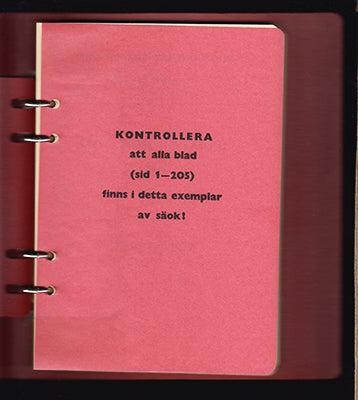 KONTROLLERA
att alla blad
(sid 1—205)
finns i detta exemplar
av säok!